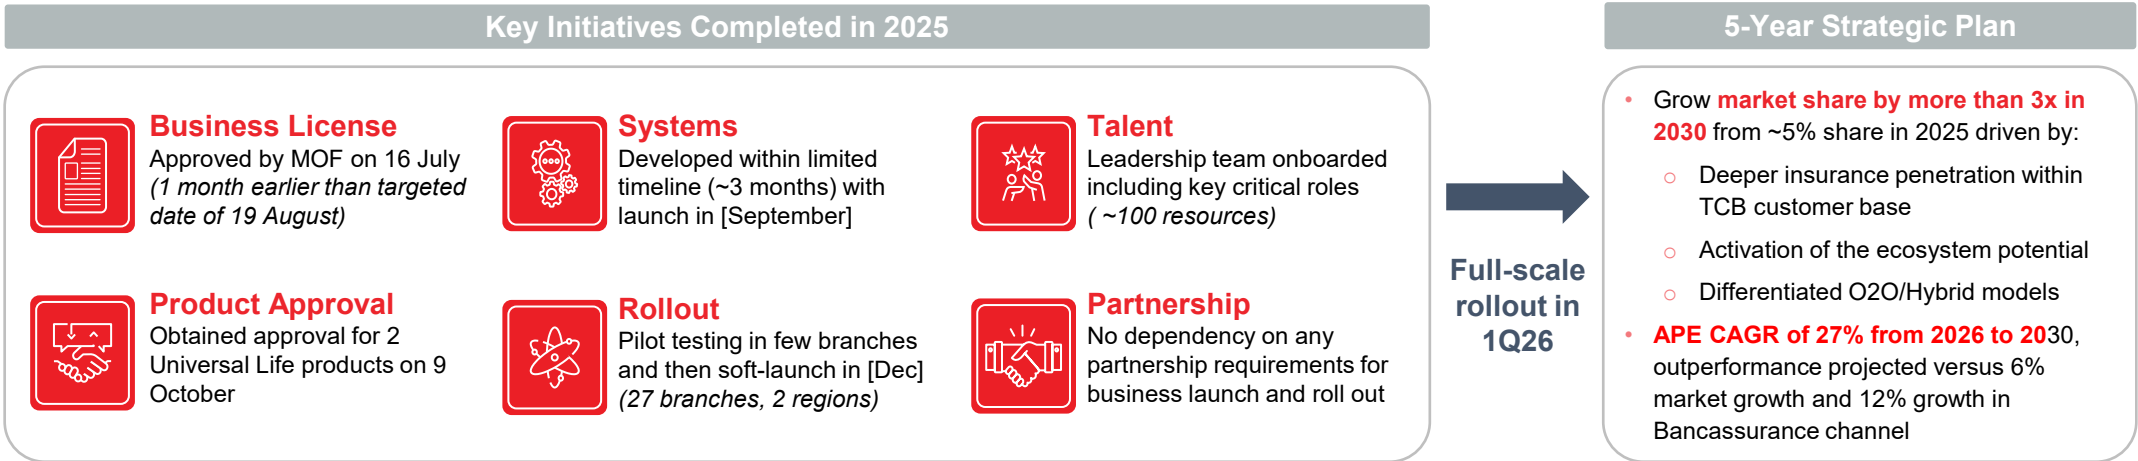 Key Initiatives Completed in 2025
Business License
Approved by MOF on 16 July
(1 month earlier than targeted
date of 19 August)
Systems
Developed within limited
timeline (~3 months) with
launch in [September]
Talent
Leadership team onboarded
including key critical roles
( ~100 resources)
Product Approval
Obtained approval for 2
Universal Life products on 9
October
Rollout
Pilot testing in few branches
and then soft-launch in [Dec]
(27 branches, 2 regions)
Partnership
No dependency on any
partnership requirements for
business launch and roll out
Full-scale
rollout in
1Q26
5-Year Strategic Plan
• Grow market share by more than 3x in
2030 from ~5% share in 2025 driven by:
o Deeper insurance penetration within
TCB customer base
o Activation of the ecosystem potential
o Differentiated O2O/Hybrid models
• APE CAGR of 27% from 2026 to 2030,
outperformance projected versus 6%
market growth and 12% growth in
Bancassurance channel